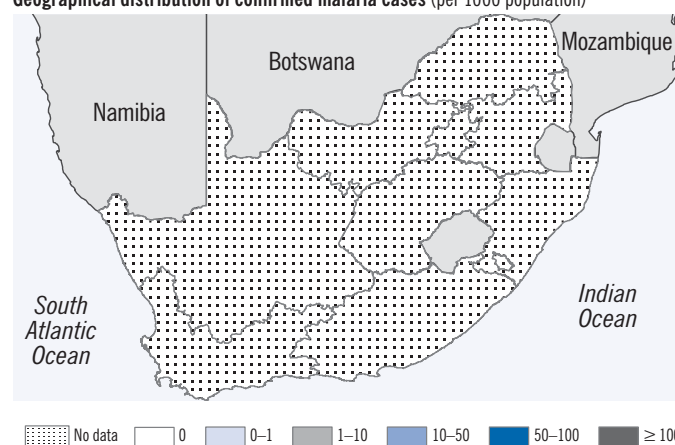 Geographical distribution of confirmed malaria cases (per 1000 population)
Mozambique
Botswana
Namibia
South
Atlantic
Ocean
Indian
Ocean
No data 0 0–1 1–10 10–50 50–100 ≥ 100